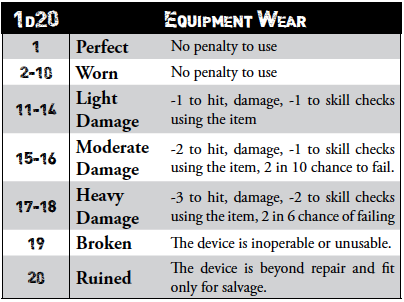 1D20 EQUIPMENT WEAR
1 Perfect No penalty to use
2-10 Worn No penalty to use
11-14 Light Damage -1 to hit, damage, -1 to skill checks
using the item
15-16 Moderate Damage -2 to hit, damage, -1 to skill checks
using the item, 2 in 10 chance to fail.
17-18 Heavy Damage -3 to hit, damage, -2 to skill checks
using the item, 2 in 6 chance of failing
19 Broken The device is inoperable or unusable.
20 Ruined The device is beyond repair and fit
only for salvage.